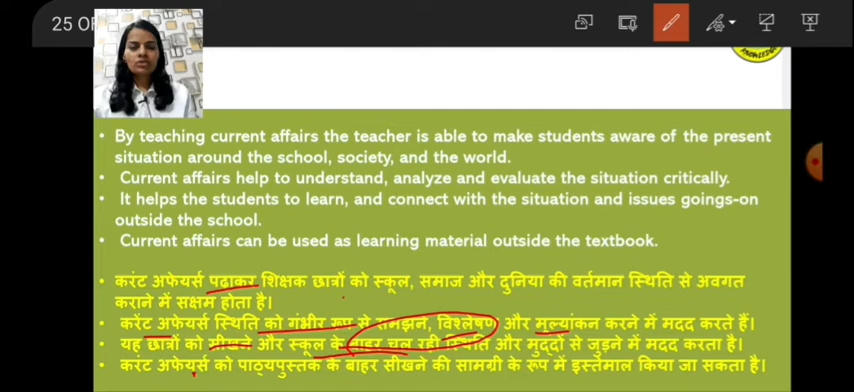 25 OF
KNOWLEDGE
• By teaching current affairs the teacher is able to make students aware of the present
situation around the school, society, and the world.
• Current affairs help to understand, analyze and evaluate the situation critically.
• It helps the students to learn, and connect with the situation and issues goings-on
outside the school.
• Current affairs can be used as learning material outside the textbook.
• करंट अफेयर्स पढ़ाकर शिक्षक छात्रों को स्कूल, समाज और दुनिया की वर्तमान स्थिति से अवगत
कराने में सक्षम होता है।
• करेंट अफेयर्स स्थिति को गंभीर रूप से समझने, विश्लेषण और मूल्यांकन करने में मदद करते हैं।
• यह छात्रों को सीखने और स्कूल के बाहर चल रही स्थिति और मुद्दों से जुड़ने में मदद करता है।
• करंट अफेयर्स को पाठ्यपुस्तक के बाहर सीखने की सामग्री के रूप में इस्तेमाल किया जा सकता है।